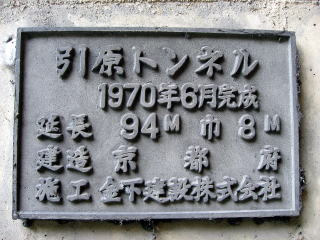 引原トンネル
1970年6月完成
延長 94M 巾 8M
建造 京都府
施工 金下建設株式会社